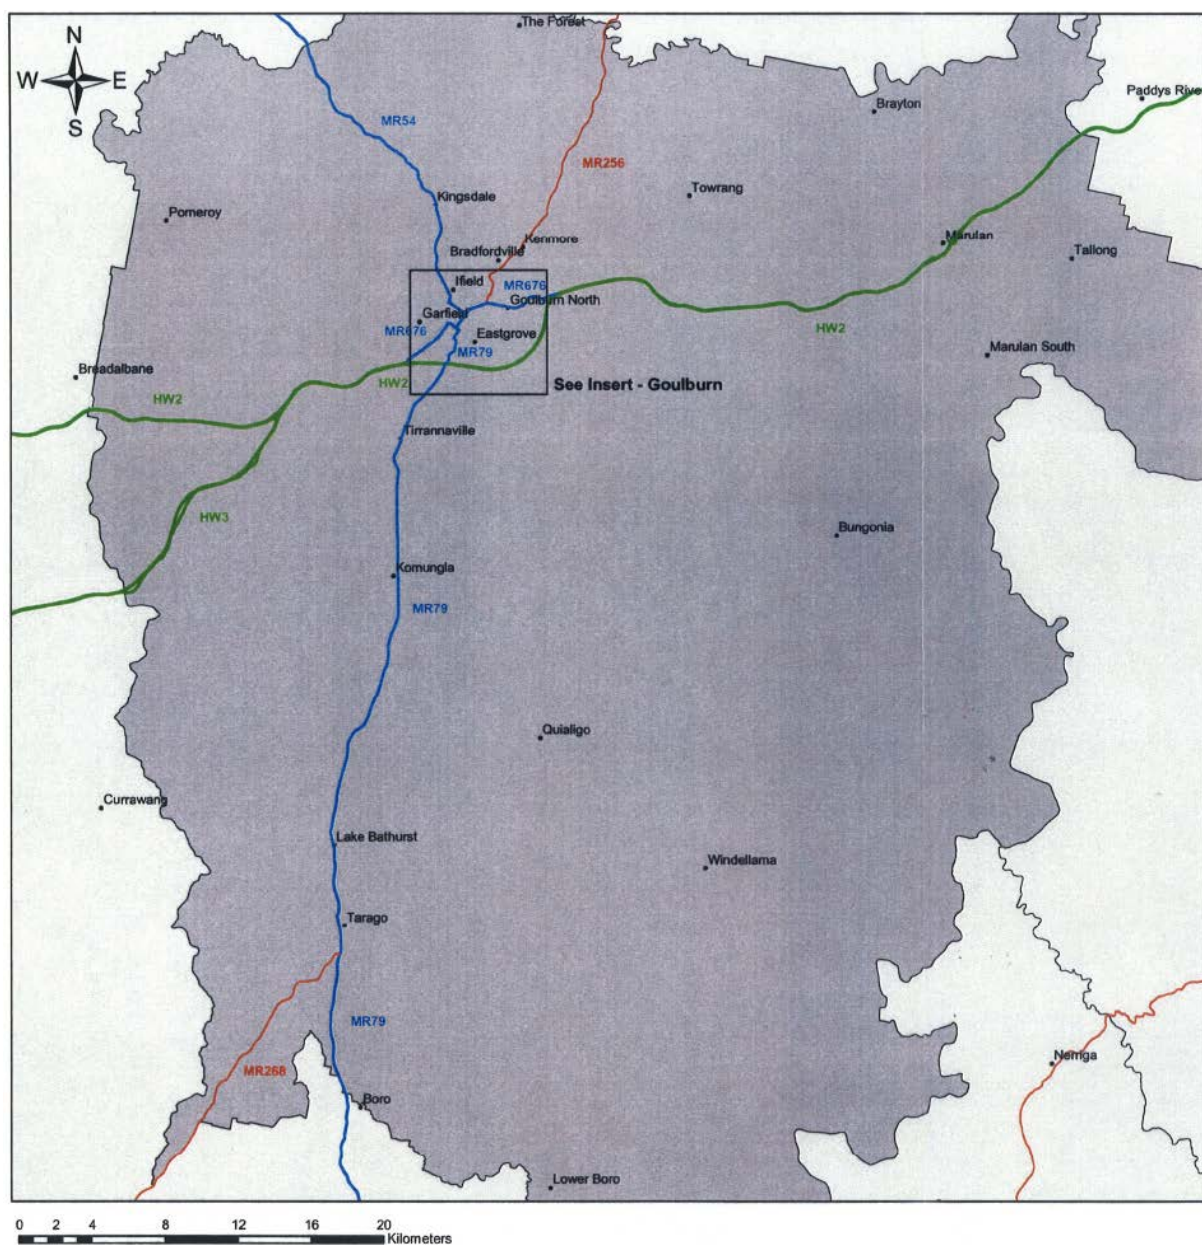 The Forest
N
W E
S
Paddys River
Brayton
MR54
MR256
Kingsdale
Towrang
Pomeroy
Kenmore
Marulan
Bradfordville
Tallong
Ifield
MR676
Goulburn North
Garfield
MR676
HW2
Eastgrove
MR79
Marulan South
Breadalbane
HW2
See Insert - Goulburn
HW2
Tirrannaville
HW3
Bungonia
Komungla
MR79
Quialigo
Currawang
Lake Bathurst
Windellama
Tarago
MR79
Nerriga
MR268
Boro
Lower Boro
0 2 4 8 12 16 20
Kilometers